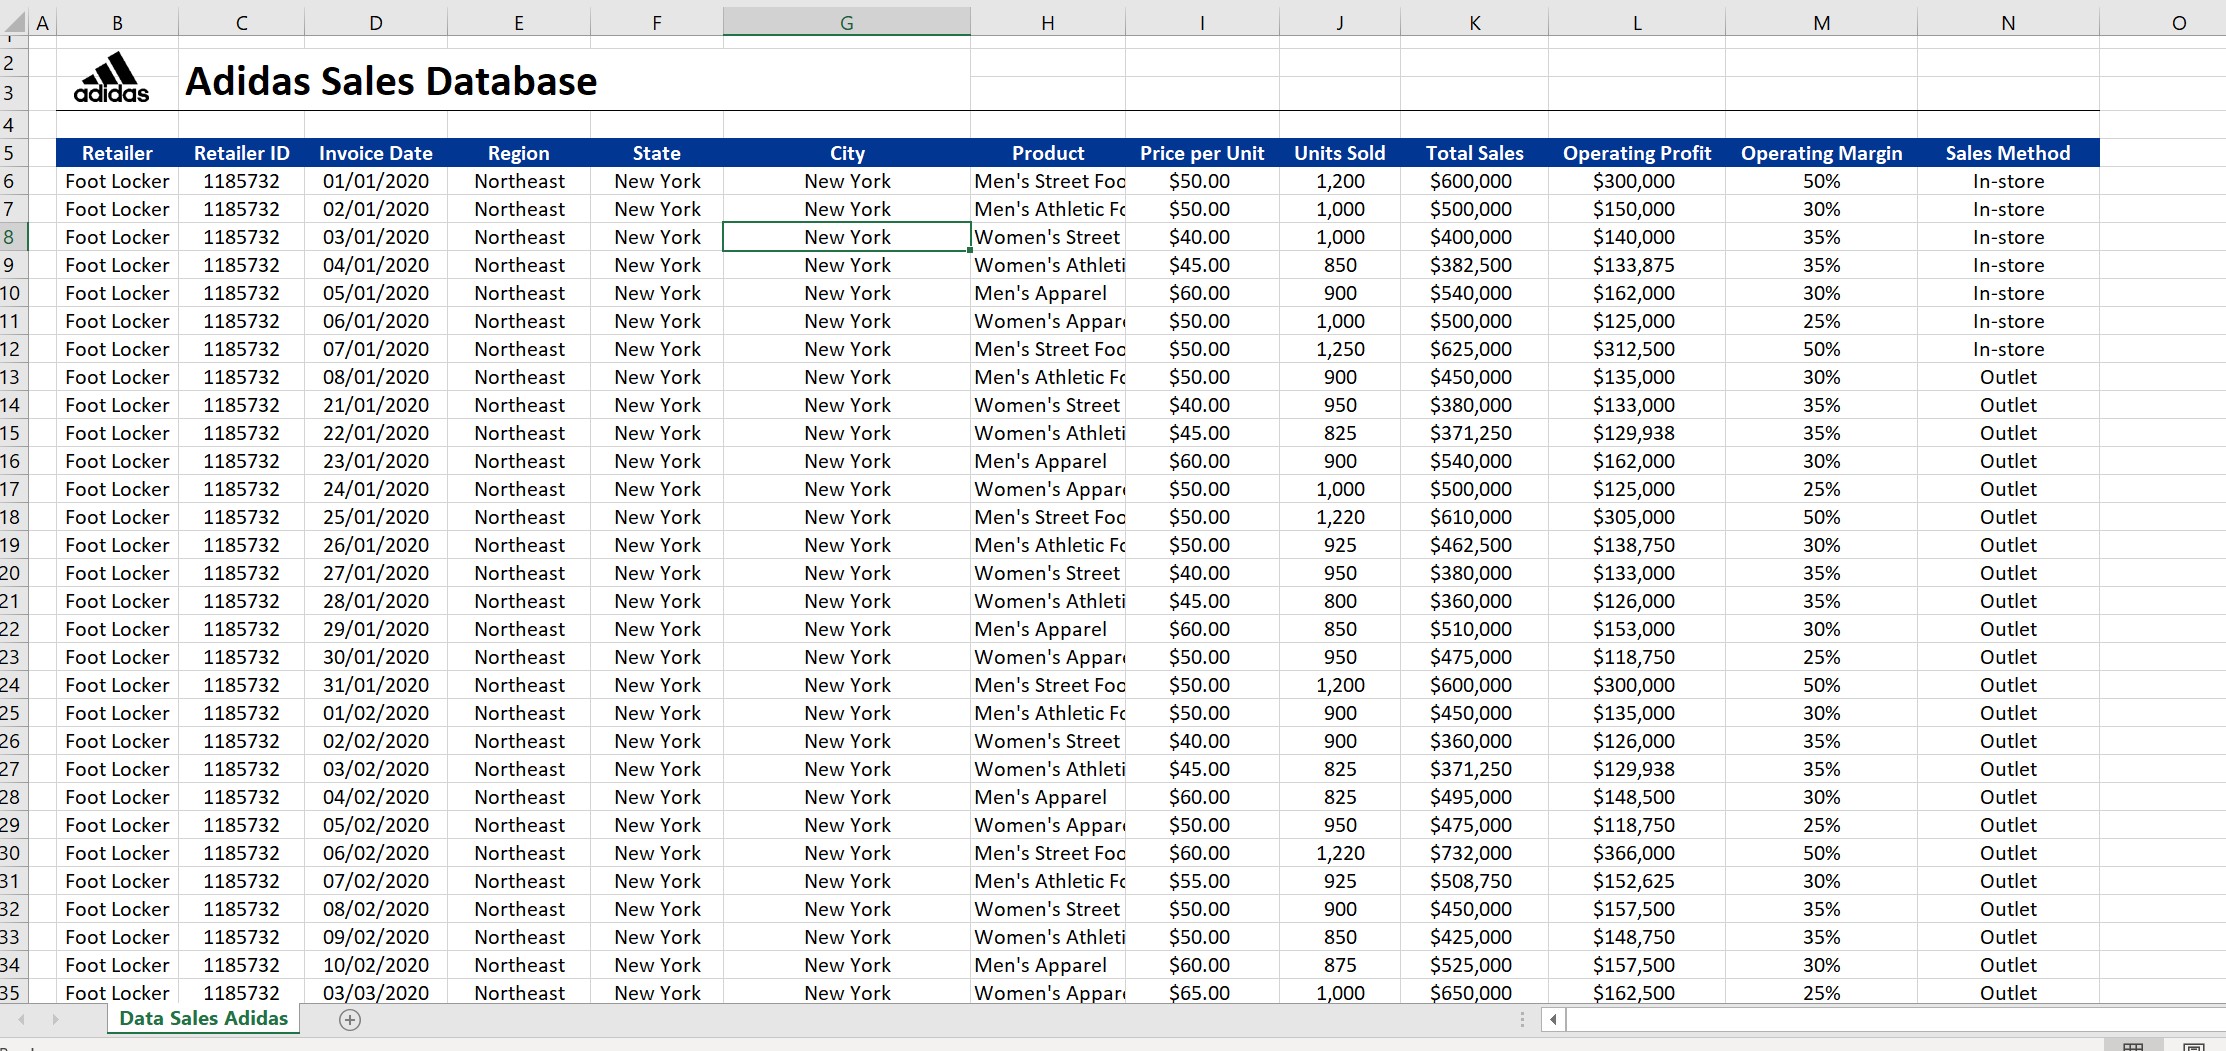 A B C D E F G H I J K L M N O
2 adidas Adidas Sales Database
3
4
5 Retailer Retailer ID Invoice Date Region State City Product Price per Unit Units Sold Total Sales Operating Profit Operating Margin Sales Method
6 Foot Locker 1185732 01/01/2020 Northeast New York New York Men's Street Foo $50.00 1,200 $600,000 $300,000 50% In-store
7 Foot Locker 1185732 02/01/2020 Northeast New York New York Men's Athletic Fo $50.00 1,000 $500,000 $150,000 30% In-store
8 Foot Locker 1185732 03/01/2020 Northeast New York New York Women's Street $40.00 1,000 $400,000 $140,000 35% In-store
9 Foot Locker 1185732 04/01/2020 Northeast New York New York Women's Athleti $45.00 850 $382,500 $133,875 35% In-store
10 Foot Locker 1185732 05/01/2020 Northeast New York New York Men's Apparel $60.00 900 $540,000 $162,000 30% In-store
11 Foot Locker 1185732 06/01/2020 Northeast New York New York Women's Appar $50.00 1,000 $500,000 $125,000 25% In-store
12 Foot Locker 1185732 07/01/2020 Northeast New York New York Men's Street Foo $50.00 1,250 $625,000 $312,500 50% In-store
13 Foot Locker 1185732 08/01/2020 Northeast New York New York Men's Athletic Fo $50.00 900 $450,000 $135,000 30% Outlet
14 Foot Locker 1185732 21/01/2020 Northeast New York New York Women's Street $40.00 950 $380,000 $133,000 35% Outlet
15 Foot Locker 1185732 22/01/2020 Northeast New York New York Women's Athleti $45.00 825 $371,250 $129,938 35% Outlet
16 Foot Locker 1185732 23/01/2020 Northeast New York New York Men's Apparel $60.00 900 $540,000 $162,000 30% Outlet
17 Foot Locker 1185732 24/01/2020 Northeast New York New York Women's Appar $50.00 1,000 $500,000 $125,000 25% Outlet
18 Foot Locker 1185732 25/01/2020 Northeast New York New York Men's Street Foo $50.00 1,220 $610,000 $305,000 50% Outlet
19 Foot Locker 1185732 26/01/2020 Northeast New York New York Men's Athletic Fo $50.00 925 $462,500 $138,750 30% Outlet
20 Foot Locker 1185732 27/01/2020 Northeast New York New York Women's Street $40.00 950 $380,000 $133,000 35% Outlet
21 Foot Locker 1185732 28/01/2020 Northeast New York New York Women's Athleti $45.00 800 $360,000 $126,000 35% Outlet
22 Foot Locker 1185732 29/01/2020 Northeast New York New York Men's Apparel $60.00 850 $510,000 $153,000 30% Outlet
23 Foot Locker 1185732 30/01/2020 Northeast New York New York Women's Appar $50.00 950 $475,000 $118,750 25% Outlet
24 Foot Locker 1185732 31/01/2020 Northeast New York New York Men's Street Foo $50.00 1,200 $600,000 $300,000 50% Outlet
25 Foot Locker 1185732 01/02/2020 Northeast New York New York Men's Athletic Fo $50.00 900 $450,000 $135,000 30% Outlet
26 Foot Locker 1185732 02/02/2020 Northeast New York New York Women's Street $40.00 900 $360,000 $126,000 35% Outlet
27 Foot Locker 1185732 03/02/2020 Northeast New York New York Women's Athleti $45.00 825 $371,250 $129,938 35% Outlet
28 Foot Locker 1185732 04/02/2020 Northeast New York New York Men's Apparel $60.00 825 $495,000 $148,500 30% Outlet
29 Foot Locker 1185732 05/02/2020 Northeast New York New York Women's Appar $50.00 950 $475,000 $118,750 25% Outlet
30 Foot Locker 1185732 06/02/2020 Northeast New York New York Men's Street Foo $60.00 1,220 $732,000 $366,000 50% Outlet
31 Foot Locker 1185732 07/02/2020 Northeast New York New York Men's Athletic Fo $55.00 925 $508,750 $152,625 30% Outlet
32 Foot Locker 1185732 08/02/2020 Northeast New York New York Women's Street $50.00 900 $450,000 $157,500 35% Outlet
33 Foot Locker 1185732 09/02/2020 Northeast New York New York Women's Athleti $50.00 850 $425,000 $148,750 35% Outlet
34 Foot Locker 1185732 10/02/2020 Northeast New York New York Men's Apparel $60.00 875 $525,000 $157,500 30% Outlet
35 Foot Locker 1185732 03/03/2020 Northeast New York New York Women's Appar $65.00 1,000 $650,000 $162,500 25% Outlet
Data Sales Adidas